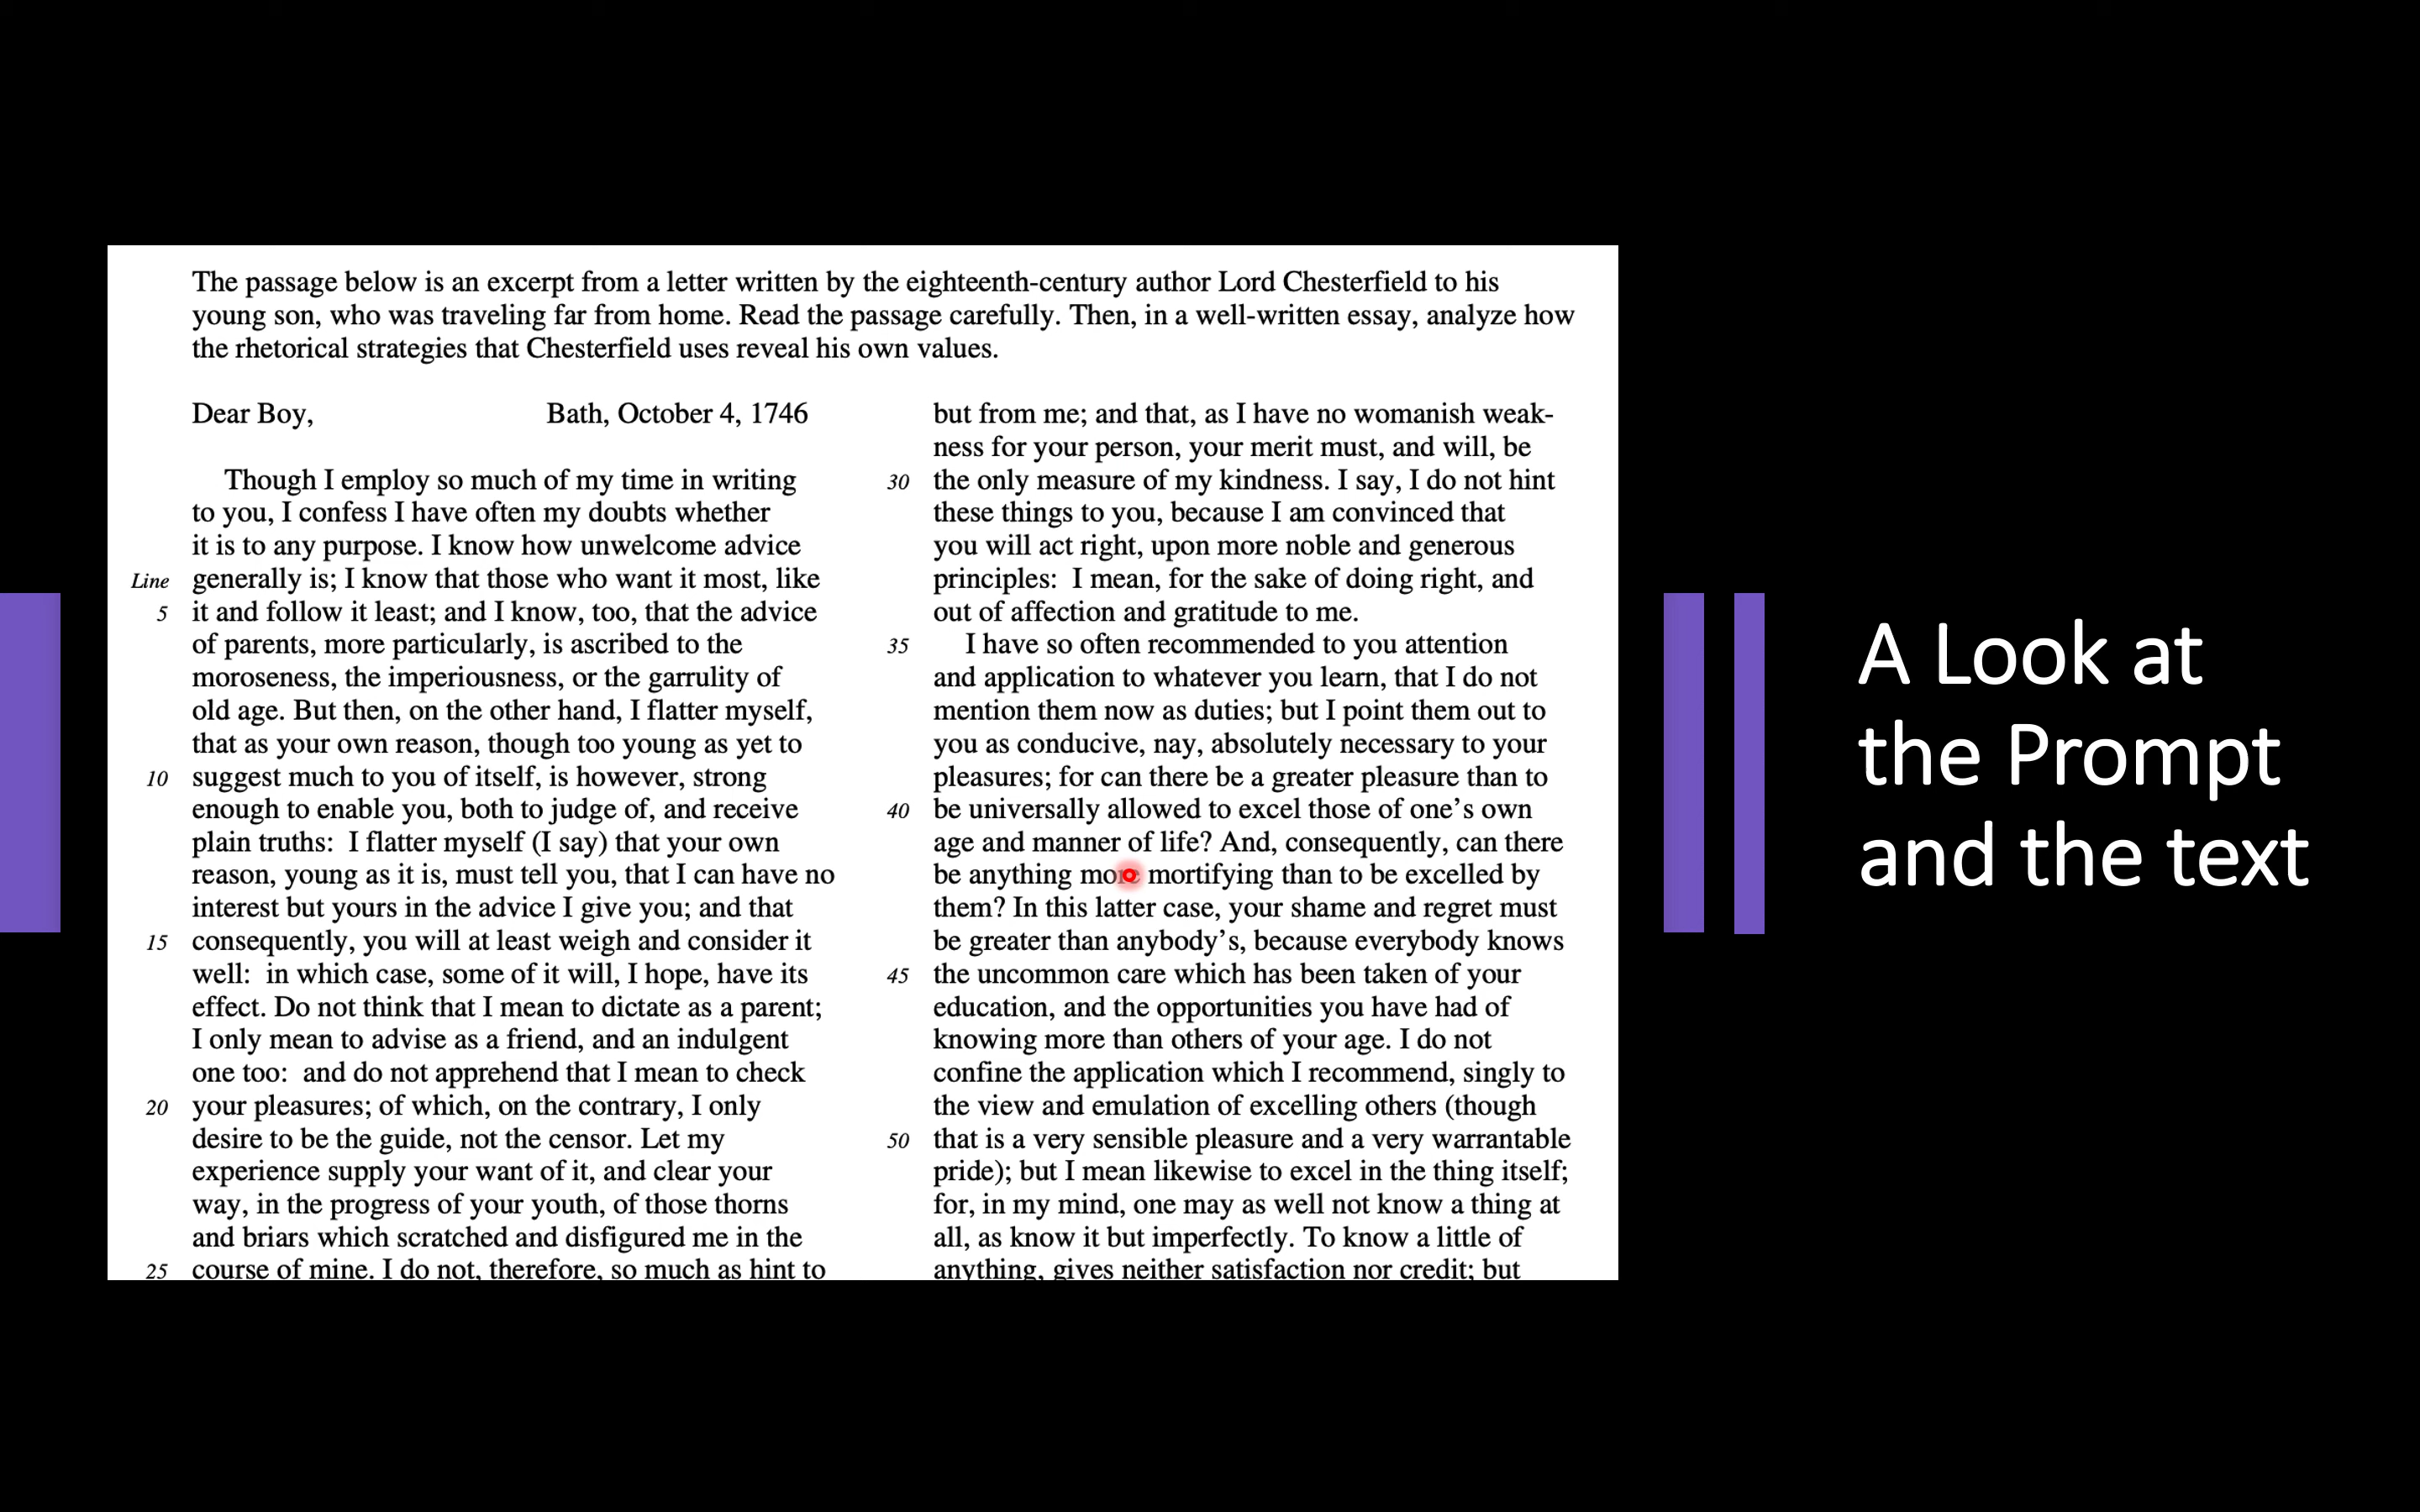 The passage below is an excerpt from a letter written by the eighteenth-century author Lord Chesterfield to his
young son, who was traveling far from home. Read the passage carefully. Then, in a well-written essay, analyze how
the rhetorical strategies that Chesterfield uses reveal his own values.
Dear Boy, Bath, October 4, 1746
Though I employ so much of my time in writing
to you, I confess I have often my doubts whether
it is to any purpose. I know how unwelcome advice
Line generally is; I know that those who want it most, like
5 it and follow it least; and I know, too, that the advice
of parents, more particularly, is ascribed to the
moroseness, the imperiousness, or the garrulity of
old age. But then, on the other hand, I flatter myself,
that as your own reason, though too young as yet to
10 suggest much to you of itself, is however, strong
enough to enable you, both to judge of, and receive
plain truths: I flatter myself (I say) that your own
reason, young as it is, must tell you, that I can have no
interest but yours in the advice I give you; and that
15 consequently, you will at least weigh and consider it
well: in which case, some of it will, I hope, have its
effect. Do not think that I mean to dictate as a parent;
I only mean to advise as a friend, and an indulgent
one too: and do not apprehend that I mean to check
20 your pleasures; of which, on the contrary, I only
desire to be the guide, not the censor. Let my
experience supply your want of it, and clear your
way, in the progress of your youth, of those thorns
and briars which scratched and disfigured me in the
25 course of mine. I do not, therefore, so much as hint to
but from me; and that, as I have no womanish weak-
ness for your person, your merit must, and will, be
30 the only measure of my kindness. I say, I do not hint
these things to you, because I am convinced that
you will act right, upon more noble and generous
principles: I mean, for the sake of doing right, and
out of affection and gratitude to me.
35 I have so often recommended to you attention
and application to whatever you learn, that I do not
mention them now as duties; but I point them out to
you as conducive, nay, absolutely necessary to your
pleasures; for can there be a greater pleasure than to
40 be universally allowed to excel those of one's own
age and manner of life? And, consequently, can there
be anything more mortifying than to be excelled by
them? In this latter case, your shame and regret must
be greater than anybody's, because everybody knows
45 the uncommon care which has been taken of your
education, and the opportunities you have had of
knowing more than others of your age. I do not
confine the application which I recommend, singly to
the view and emulation of excelling others (though
50 that is a very sensible pleasure and a very warrantable
pride); but I mean likewise to excel in the thing itself;
for, in my mind, one may as well not know a thing at
all, as know it but imperfectly. To know a little of
anything, gives neither satisfaction nor credit; but
A Look at
the Prompt
and the text